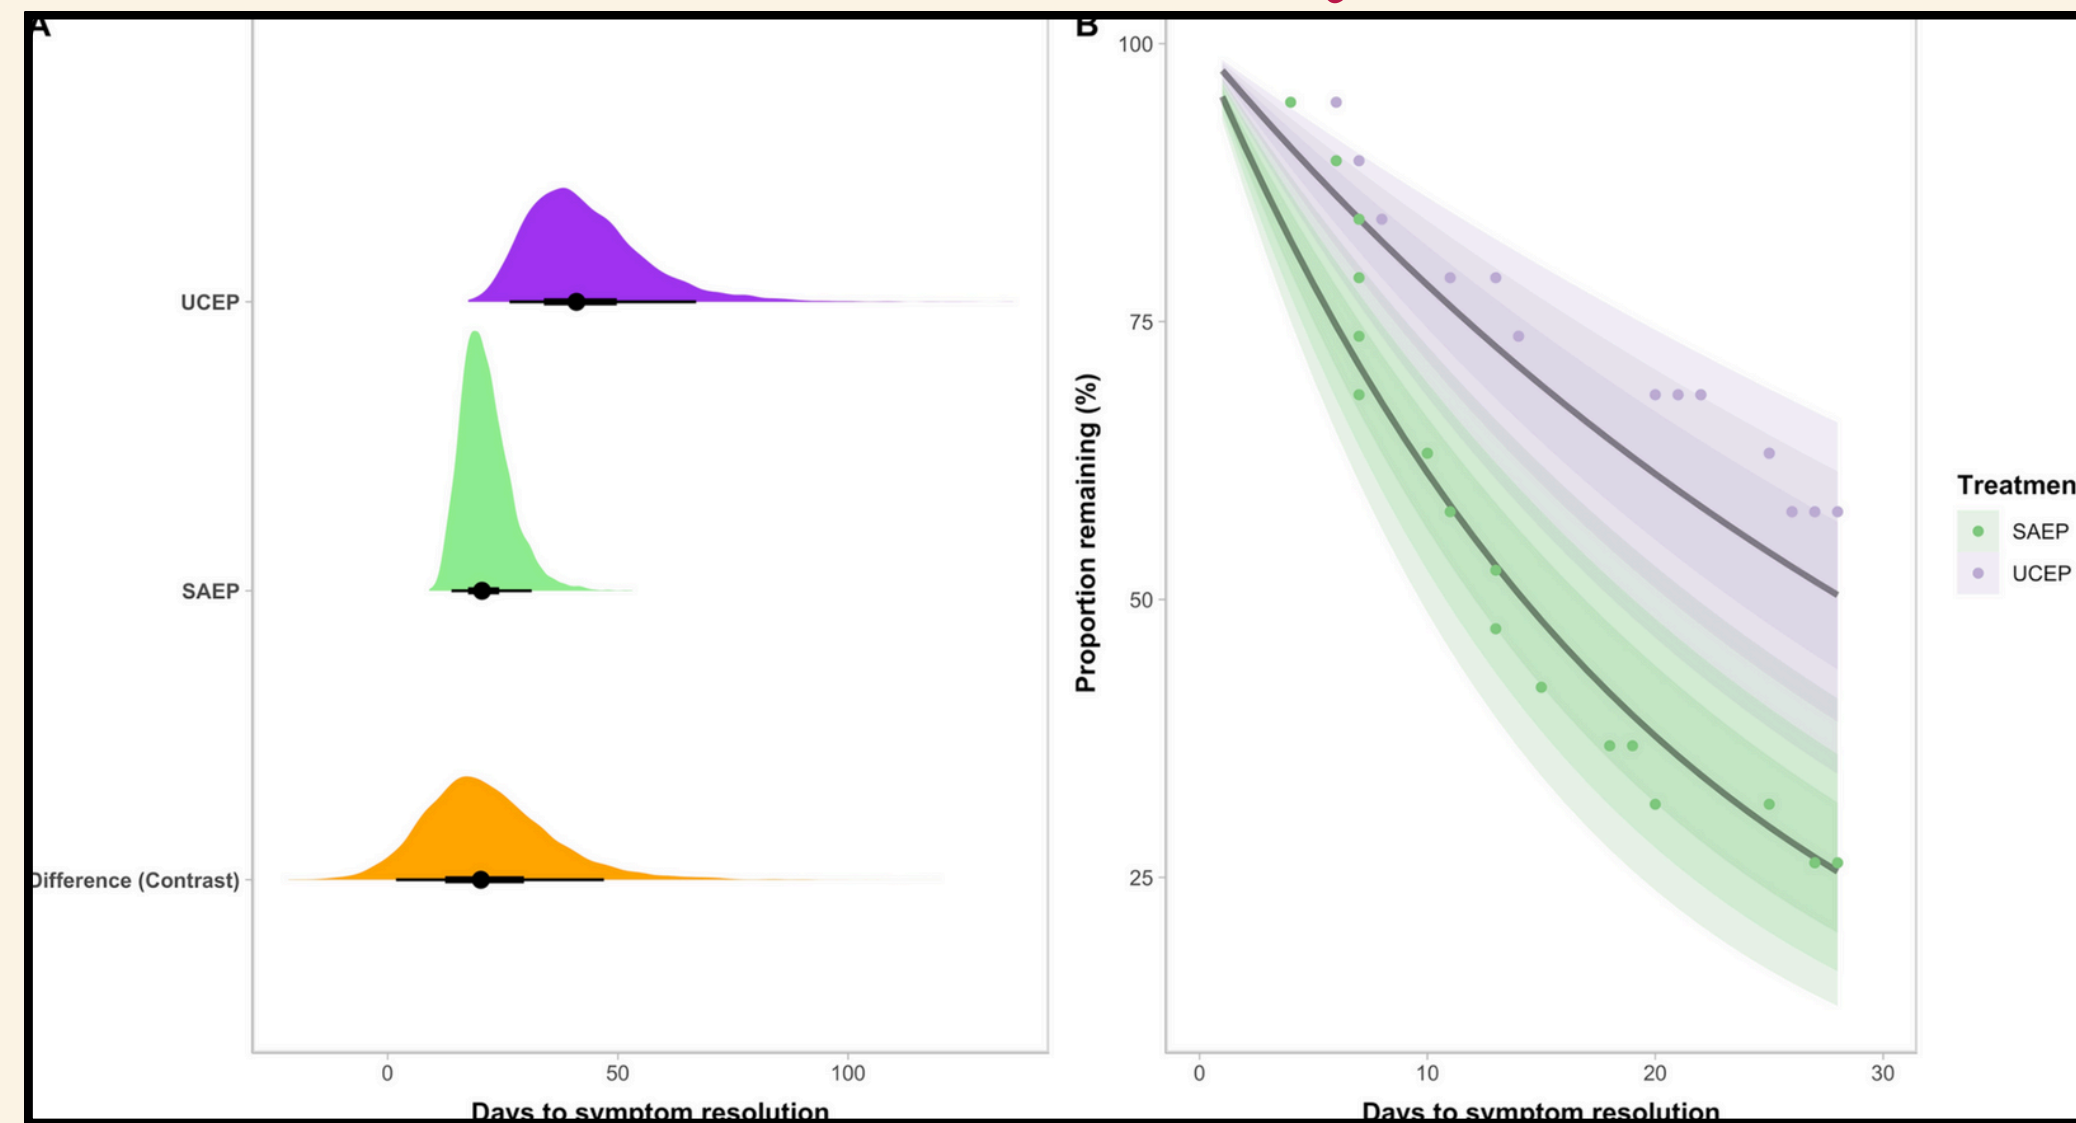 A
UCEP
SAEP
Difference (Contrast)
0 50 100
Days to symptom resolution
B
100
75
50
25
Proportion remaining (%)
0 10 20 30
Days to symptom resolution
Treatmen
SAEP
UCEP